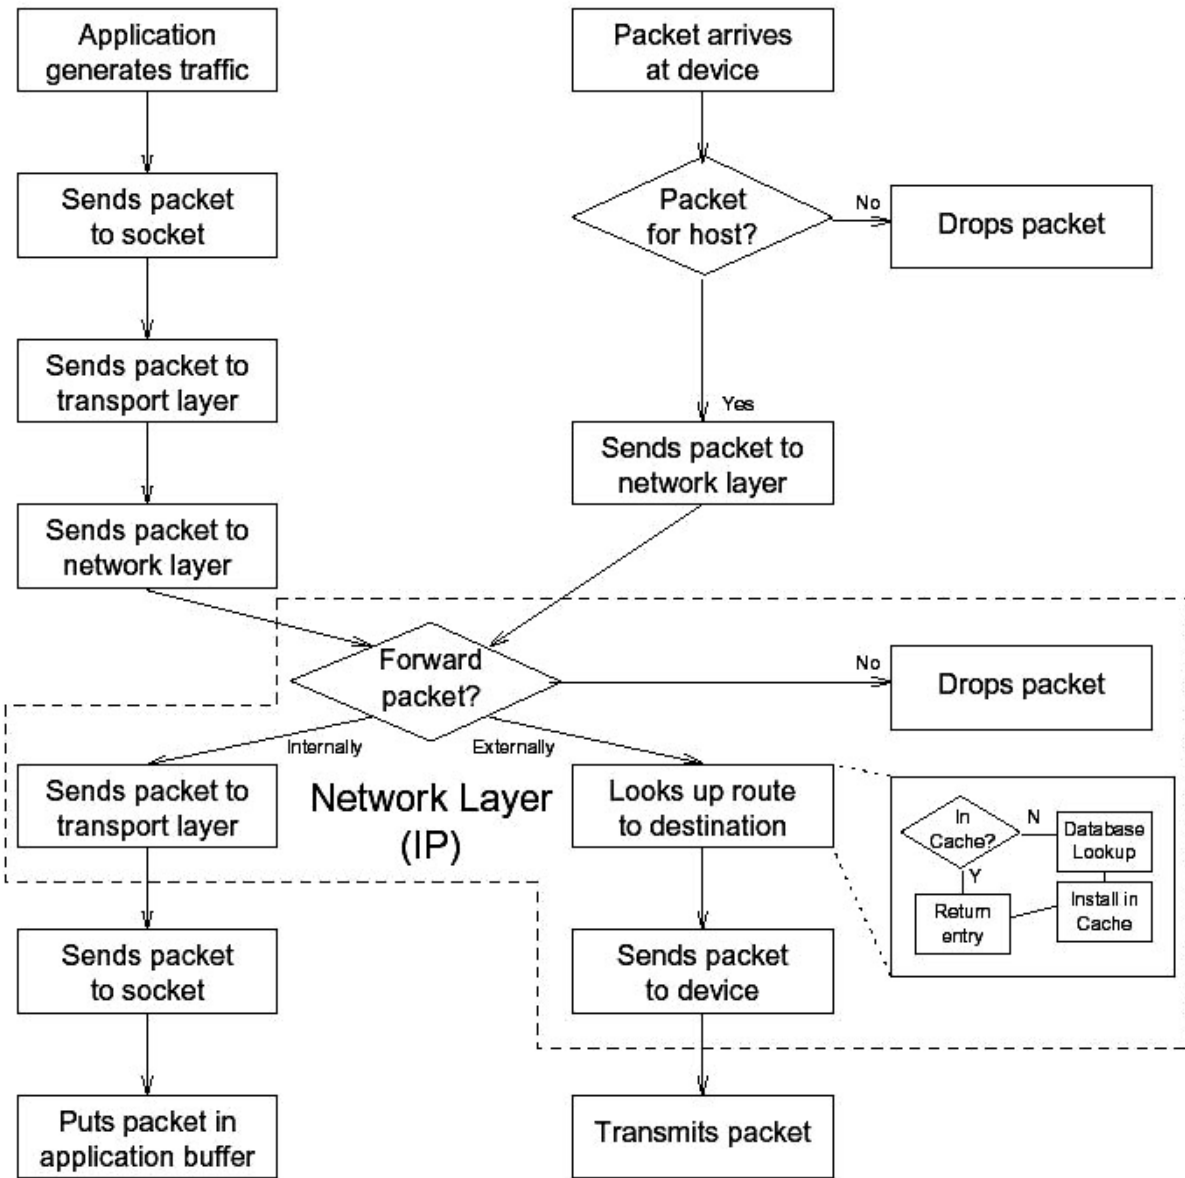 Application
generates traffic
Packet arrives
at device
Sends packet
to socket
Packet
for host?
No
Drops packet
Sends packet to
transport layer
Yes
Sends packet to
network layer
Sends packet to
network layer
Forward
packet?
No
Drops packet
Internally
Externally
Sends packet to
transport layer
Network Layer
(IP)
Looks up route
to destination
In
Cache?
N
Database
Lookup
Y
Return
entry
Install in
Cache
Sends packet
to socket
Sends packet
to device
Puts packet in
application buffer
Transmits packet